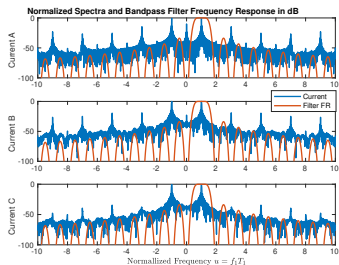 Normalized Spectra and Bandpass Filter Frequency Response in dB
Current A
0
-50
-100
-10 -8 -6 -4 -2 0 2 4 6 8 10
Current
Filter FR
Current B
0
-50
-100
-10 -8 -6 -4 -2 0 2 4 6 8 10
Current C
0
-50
-100
-10 -8 -6 -4 -2 0 2 4 6 8 10
Normalized Frequency u = f₁T₁